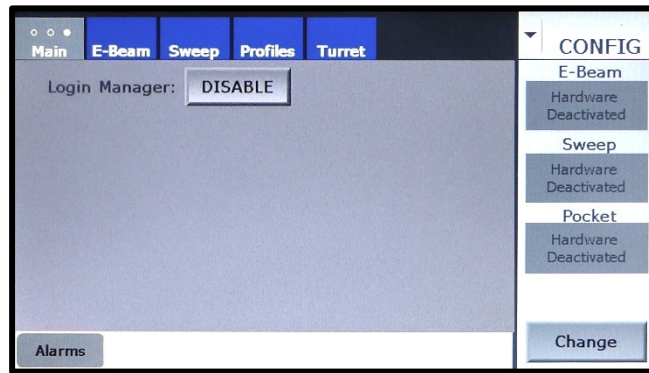 Main E-Beam Sweep Profiles Turret
Login Manager: DISABLE
Alarms
CONFIG
E-Beam
Hardware
Deactivated
Sweep
Hardware
Deactivated
Pocket
Hardware
Deactivated
Change